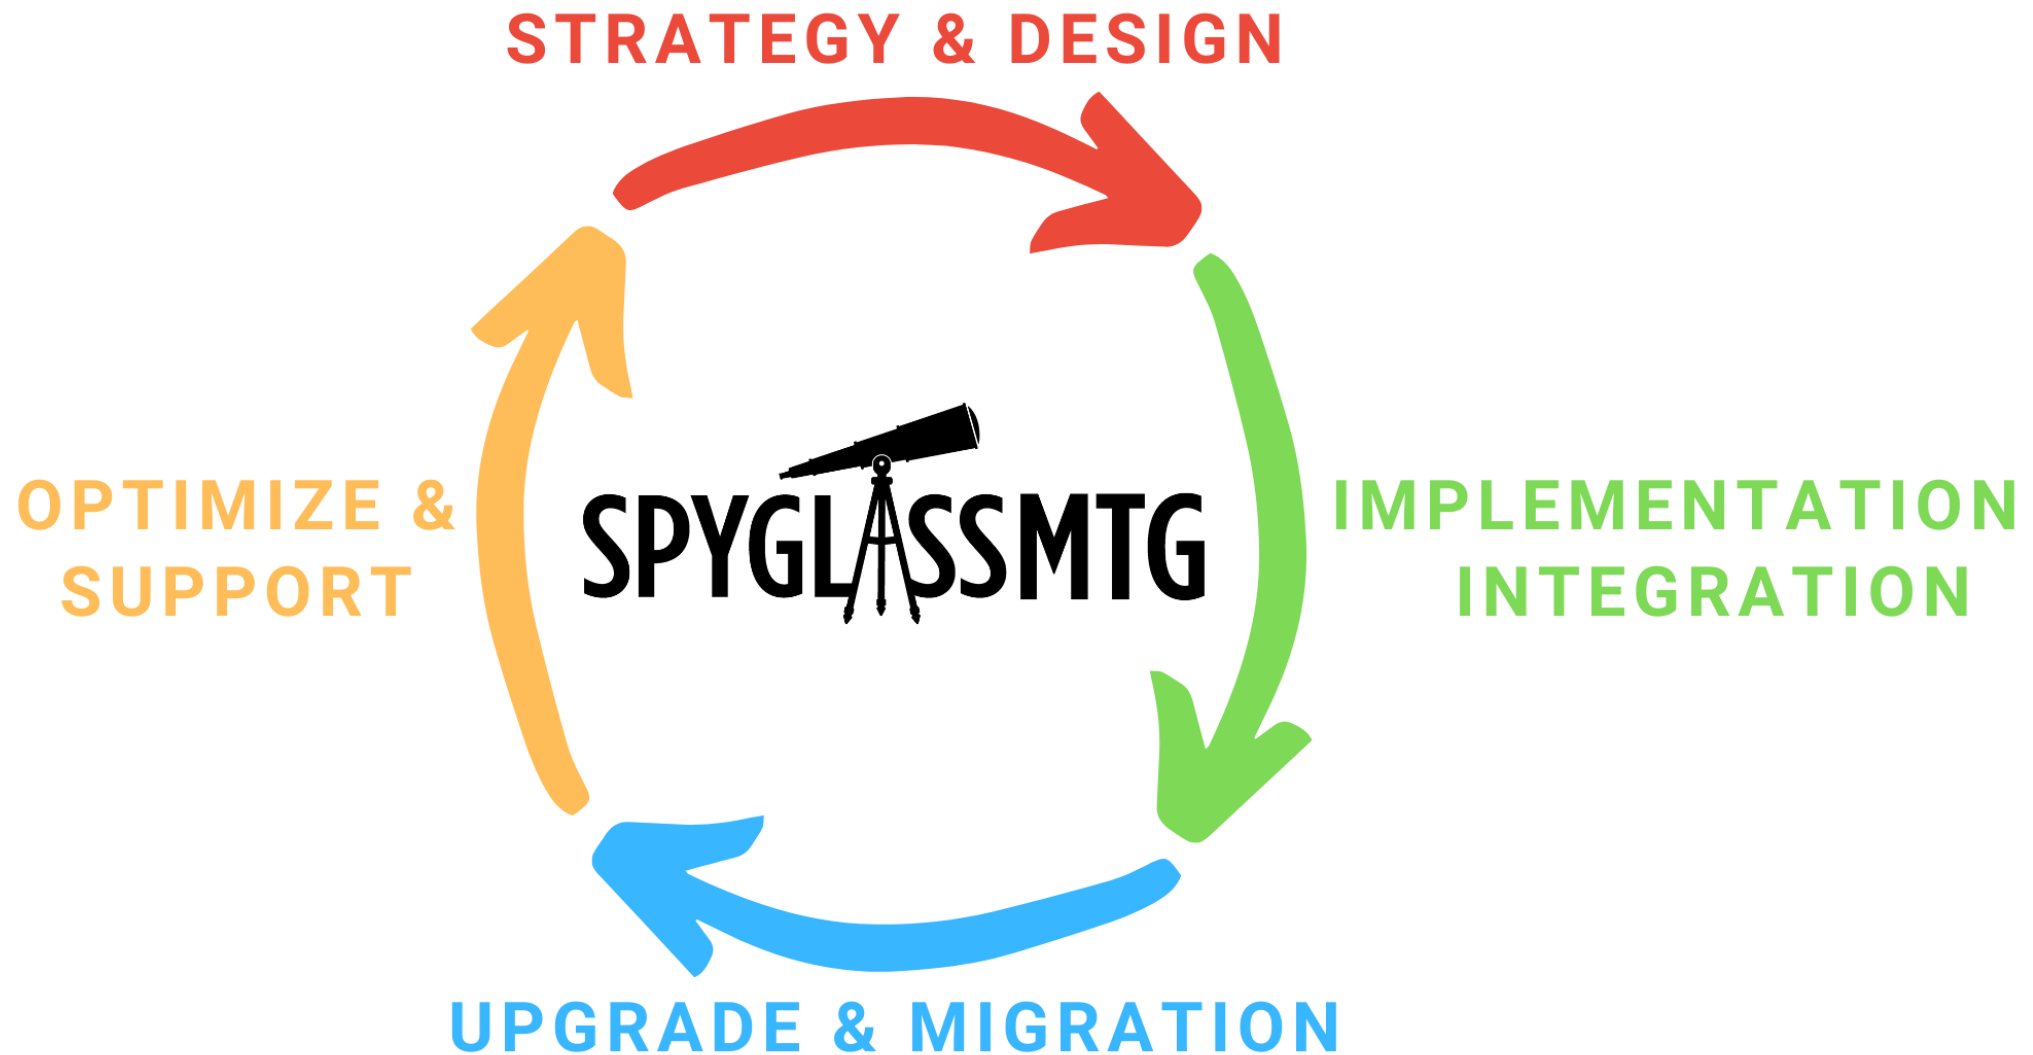 STRATEGY & DESIGN
OPTIMIZE &
SUPPORT
SPYGLASSMTG
IMPLEMENTATION
INTEGRATION
UPGRADE & MIGRATION